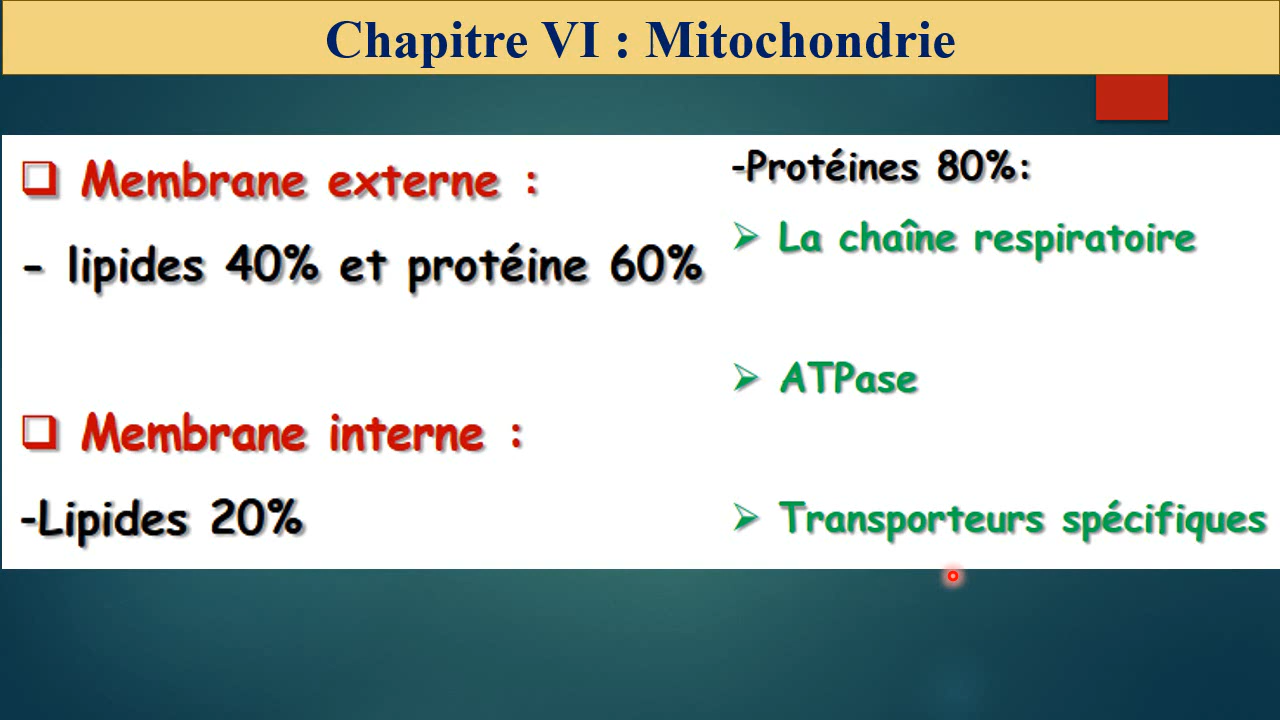 Chapitre VI : Mitochondrie
❑ Membrane externe :
- lipides 40% et protéine 60%
❑ Membrane interne :
-Lipides 20%
-Protéines 80%:
➢ La chaîne respiratoire
➢ ATPase
➢ Transporteurs spécifiques